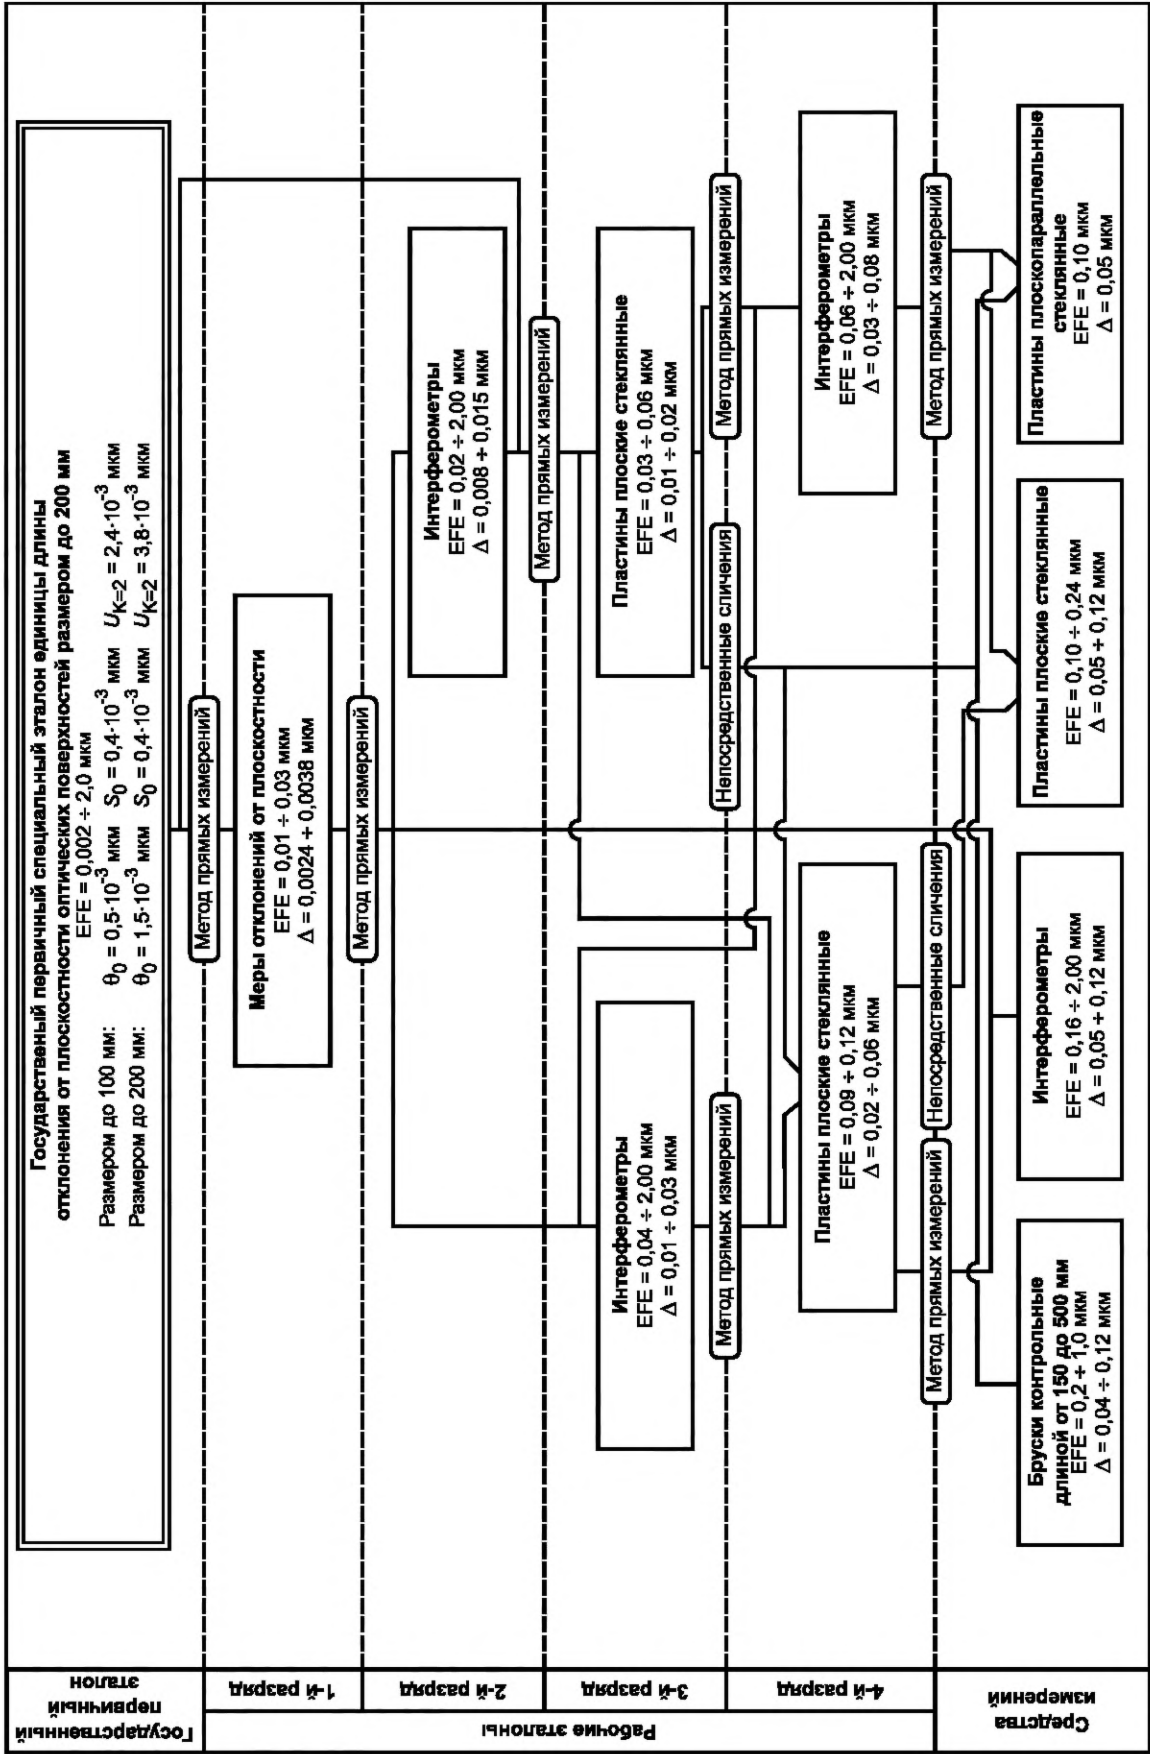 Государственный
первичный
эталон
Государственый первичный специальный эталон единицы длины
отклонения от плоскостности оптических поверхностей размером до 200 мм
EFE = 0,002 ÷ 2,0 мкм
Размером до 100 мм: θ₀ = 0,5·10⁻³ мкм S₀ = 0,4·10⁻³ мкм U_K=2 = 2,4·10⁻³ мкм
Размером до 200 мм: θ₀ = 1,5·10⁻³ мкм S₀ = 0,4·10⁻³ мкм U_K=2 = 3,8·10⁻³ мкм
Метод прямых измерений
Рабочие эталоны
1-й разряд
Меры отклонений от плоскостности
EFE = 0,01 ÷ 0,03 мкм
Δ = 0,0024 ÷ 0,0038 мкм
Метод прямых измерений
2-й разряд
Интерферометры
EFE = 0,02 ÷ 2,00 мкм
Δ = 0,008 ÷ 0,015 мкм
Метод прямых измерений
3-й разряд
Интерферометры
EFE = 0,04 ÷ 2,00 мкм
Δ = 0,01 ÷ 0,03 мкм
Пластины плоские стеклянные
EFE = 0,03 ÷ 0,06 мкм
Δ = 0,01 ÷ 0,02 мкм
Метод прямых измерений
Непосредственные сличения
Метод прямых измерений
4-й разряд
Пластины плоские стеклянные
EFE = 0,09 ÷ 0,12 мкм
Δ = 0,02 ÷ 0,06 мкм
Интерферометры
EFE = 0,06 ÷ 2,00 мкм
Δ = 0,03 ÷ 0,08 мкм
Метод прямых измерений
Непосредственные сличения
Метод прямых измерений
Средства
измерений
Бруски контрольные
длиной от 150 до 500 мм
EFE = 0,2 ÷ 1,0 мкм
Δ = 0,04 ÷ 0,12 мкм
Интерферометры
EFE = 0,16 ÷ 2,00 мкм
Δ = 0,05 ÷ 0,12 мкм
Пластины плоские стеклянные
EFE = 0,10 ÷ 0,24 мкм
Δ = 0,05 ÷ 0,12 мкм
Пластины плоскопараллельные
стеклянные
EFE = 0,10 мкм
Δ = 0,05 мкм